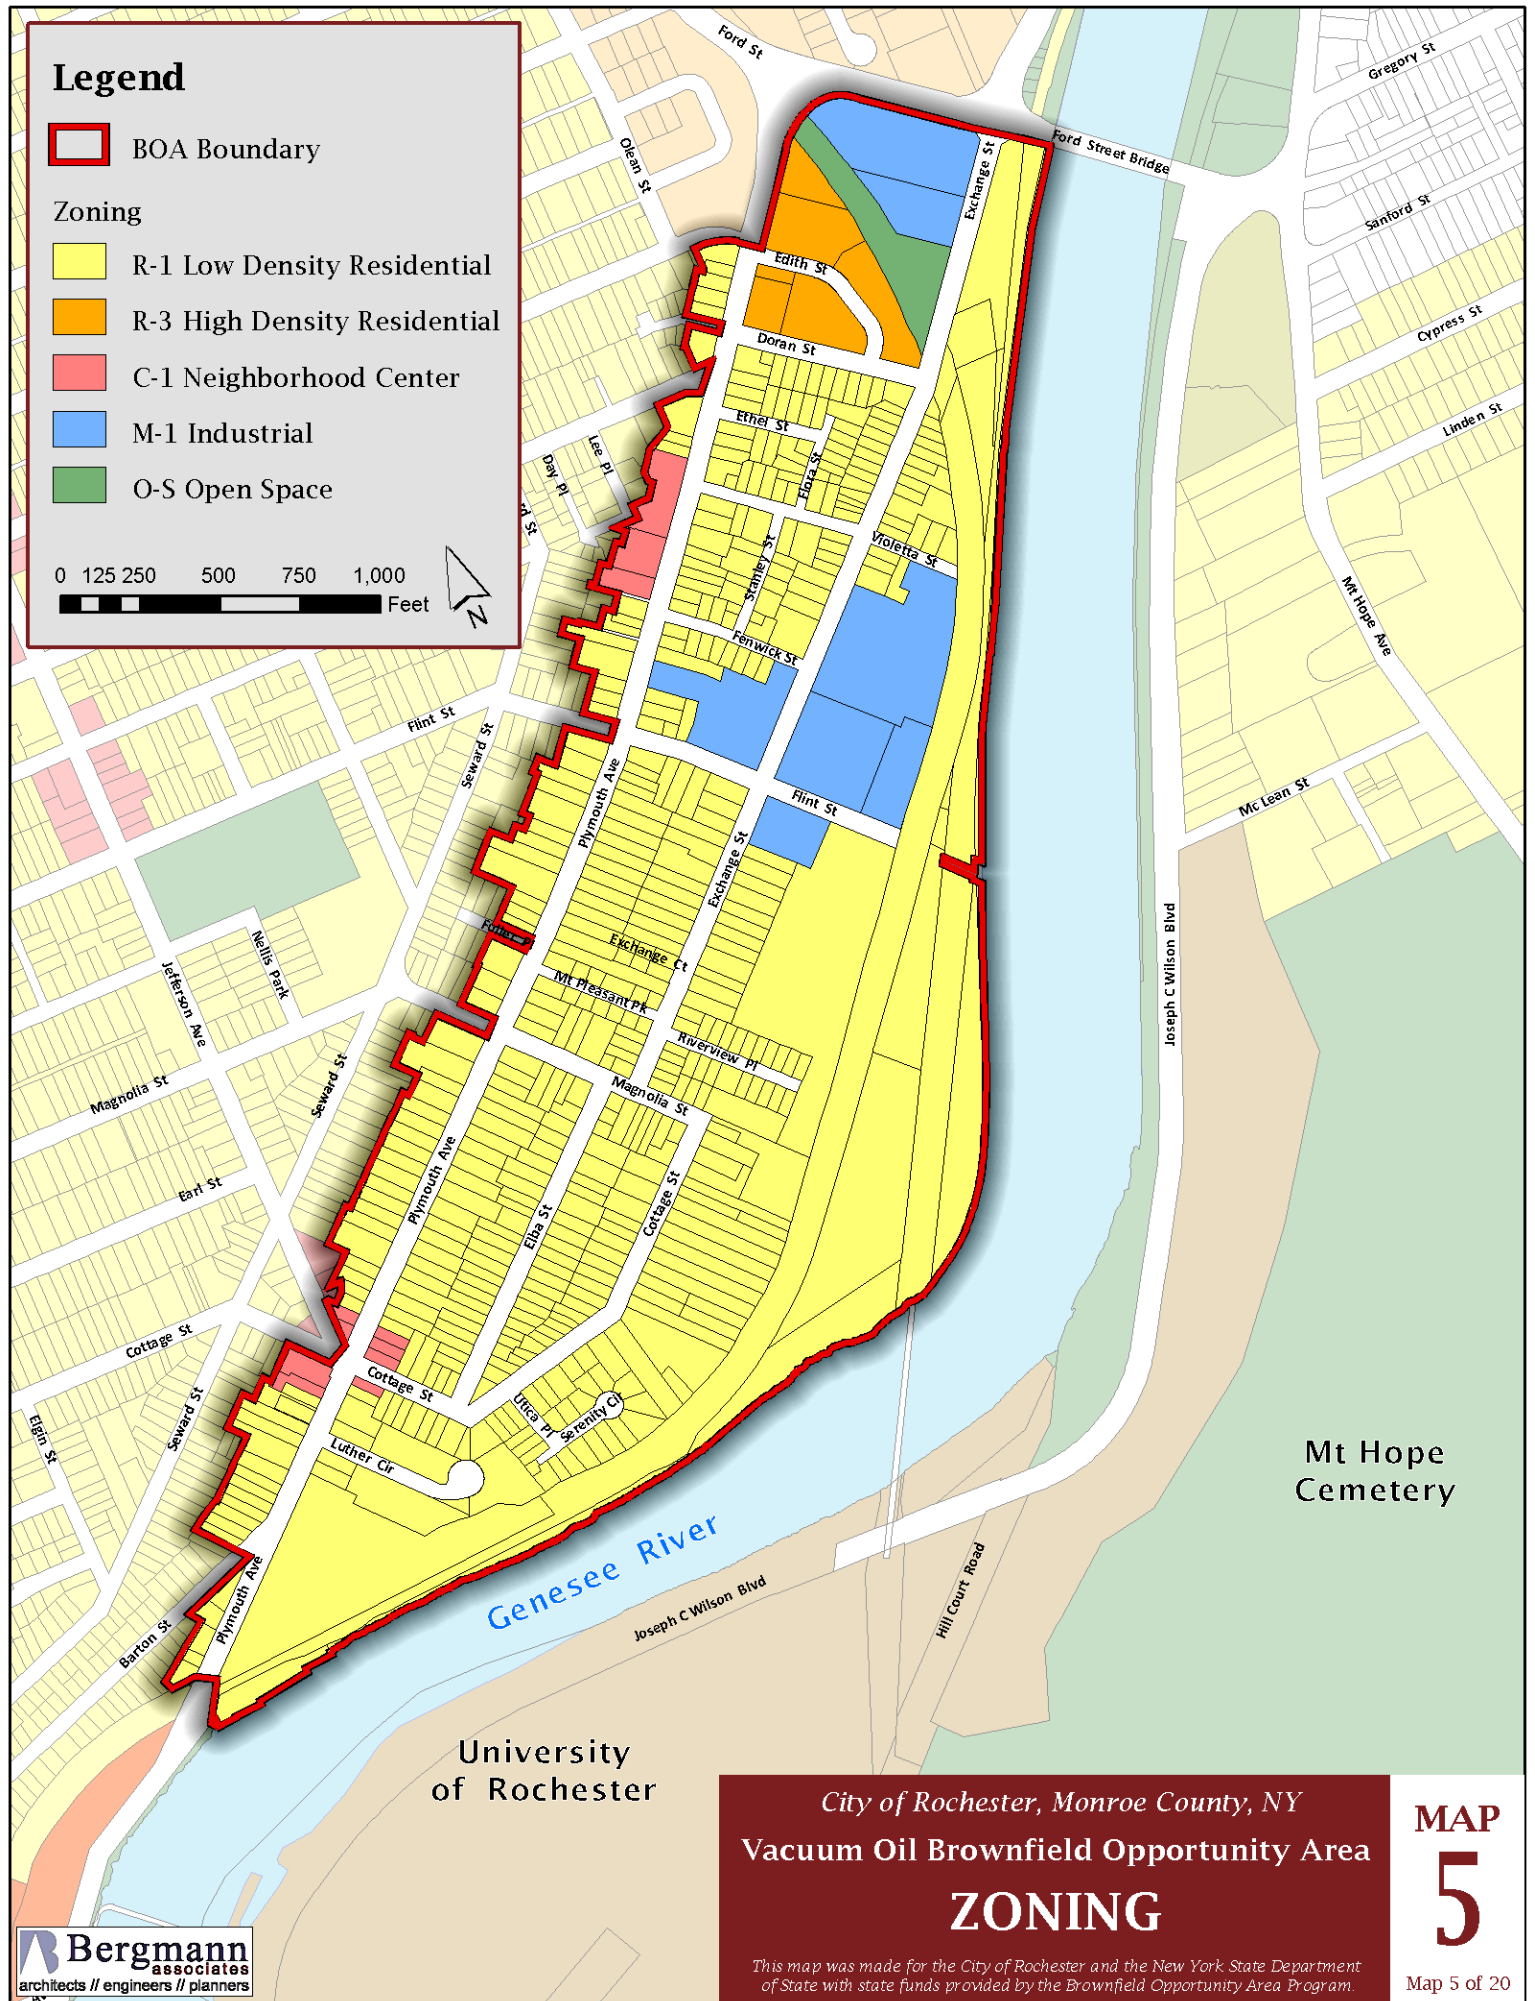 Legend
BOA Boundary
Zoning
R-1 Low Density Residential
R-3 High Density Residential
C-1 Neighborhood Center
M-1 Industrial
O-S Open Space
0 125 250 500 750 1,000
Feet
N
Ford St
Gregory St
Olean St
Ford Street Bridge
Exchange St
Sanford St
Edith St
Cypress St
Doran St
Linden St
Ethel St
Lee Pl
Day Pl
Flora St
rd St
Violetta St
Stanley St
Mt Hope Ave
Fenwick St
Flint St
Seward St
Plymouth Ave
Flint St
Mc Lean St
Exchange St
Exchange Ct
Nellis Park
Jefferson Ave
Mt Pleasant Pk
Joseph C Wilson Blvd
Riverview Pl
Magnolia St
Seward St
Magnolia St
Plymouth Ave
Earl St
Elba St
Cottage St
Cottage St
Cottage St
Utica Pl
Serenity Cir
Seward St
Elgin St
Luther Cir
Mt Hope
Cemetery
Genesee River
Plymouth Ave
Barton St
Joseph C Wilson Blvd
Hill Court Road
University
of Rochester
City of Rochester, Monroe County, NY
Vacuum Oil Brownfield Opportunity Area
ZONING
This map was made for the City of Rochester and the New York State Department
of State with state funds provided by the Brownfield Opportunity Area Program.
MAP
5
Map 5 of 20
Bergmann
associates
architects // engineers // planners